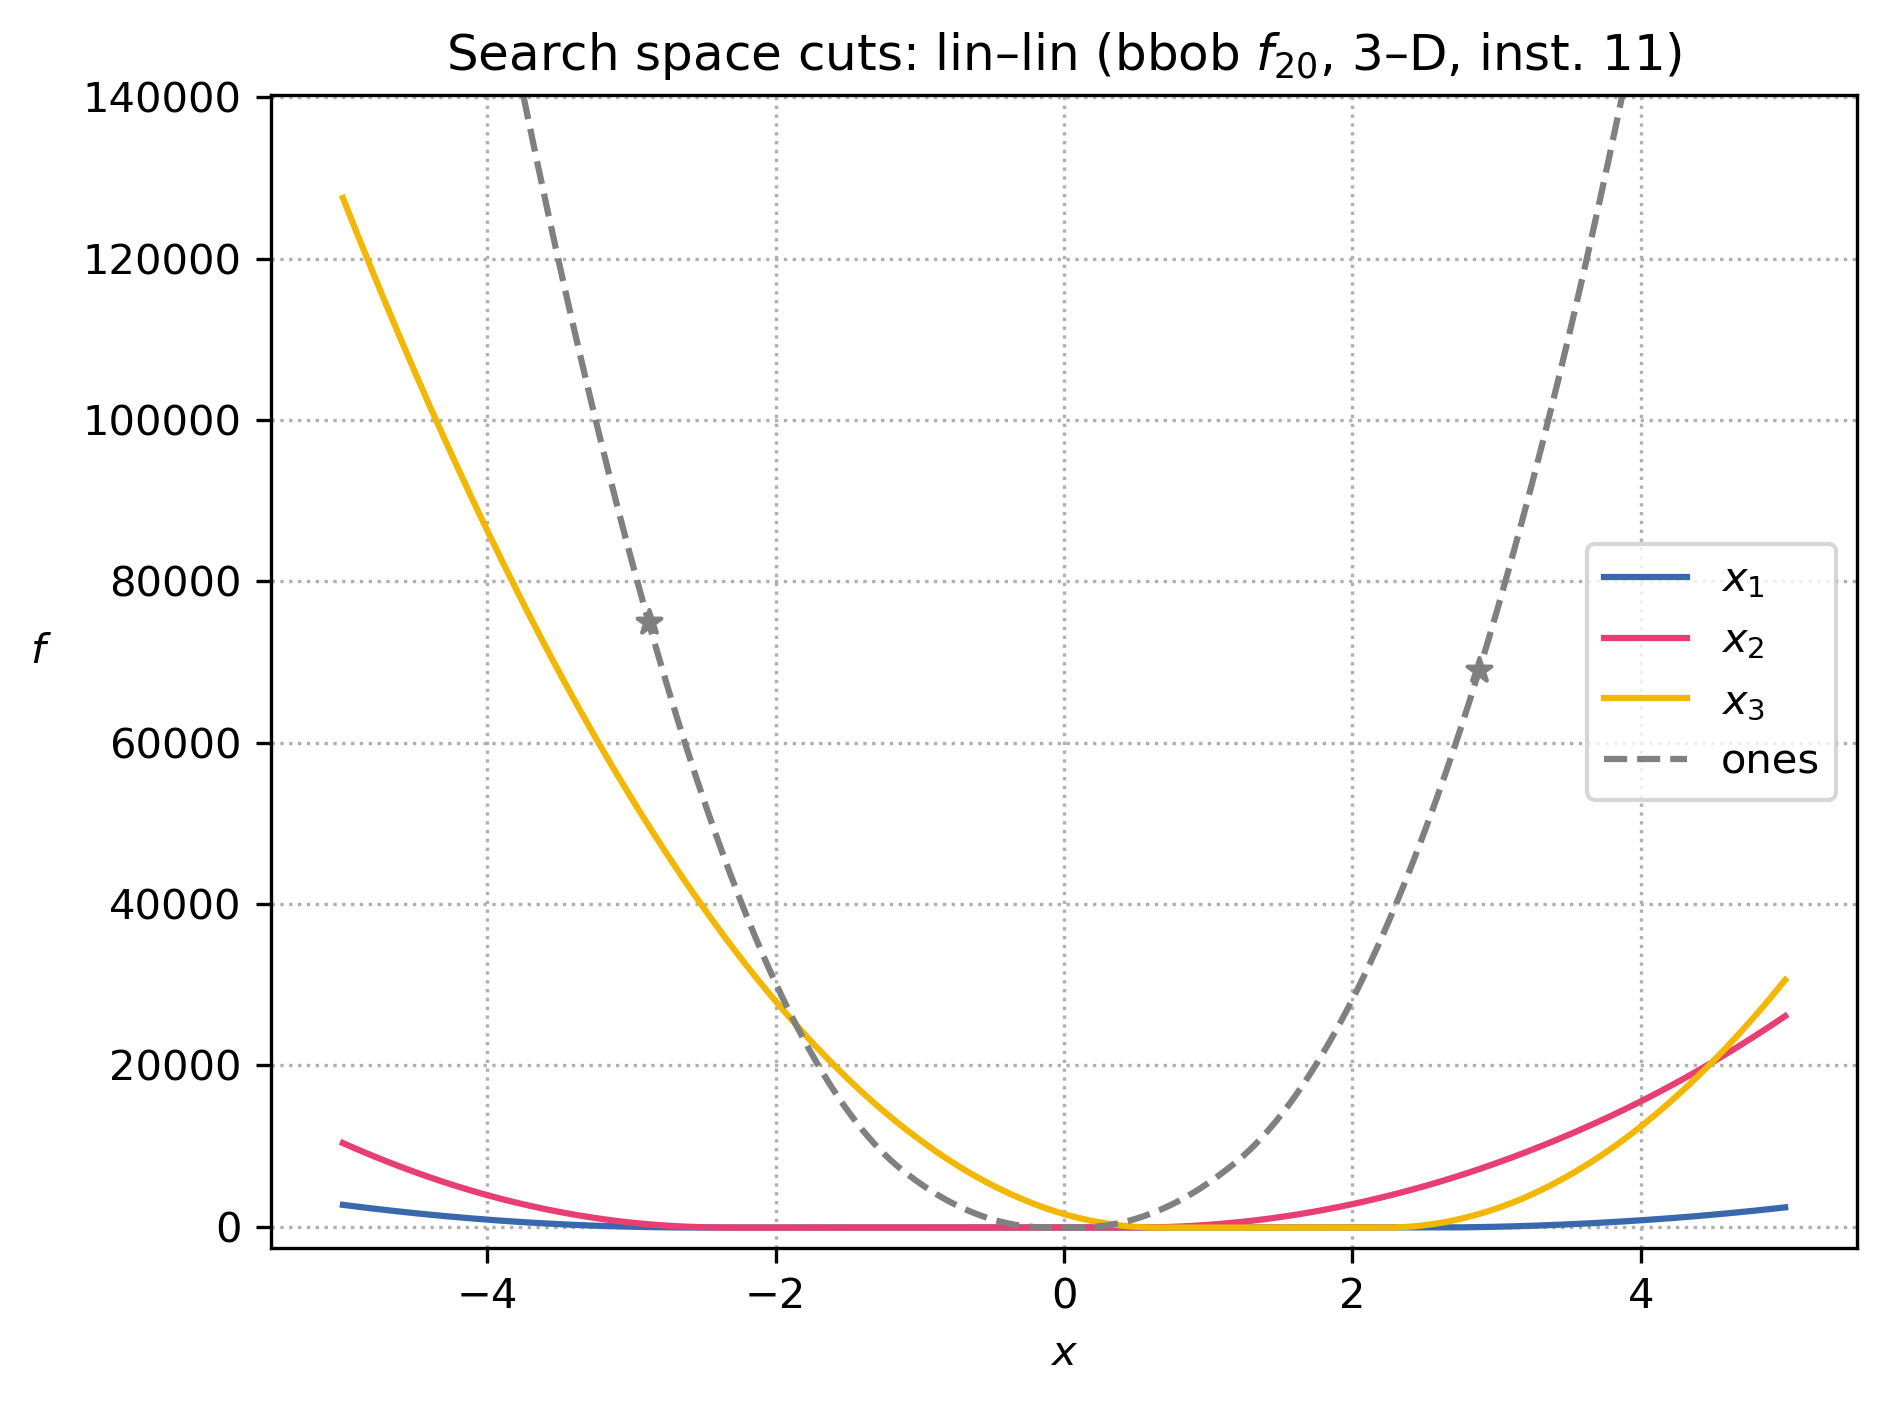 Search space cuts: lin–lin (bbob f₂₀, 3–D, inst. 11)
140000
120000
100000
80000
60000
40000
20000
0
f
−4
−2
0
2
4
x
x₁
x₂
x₃
ones